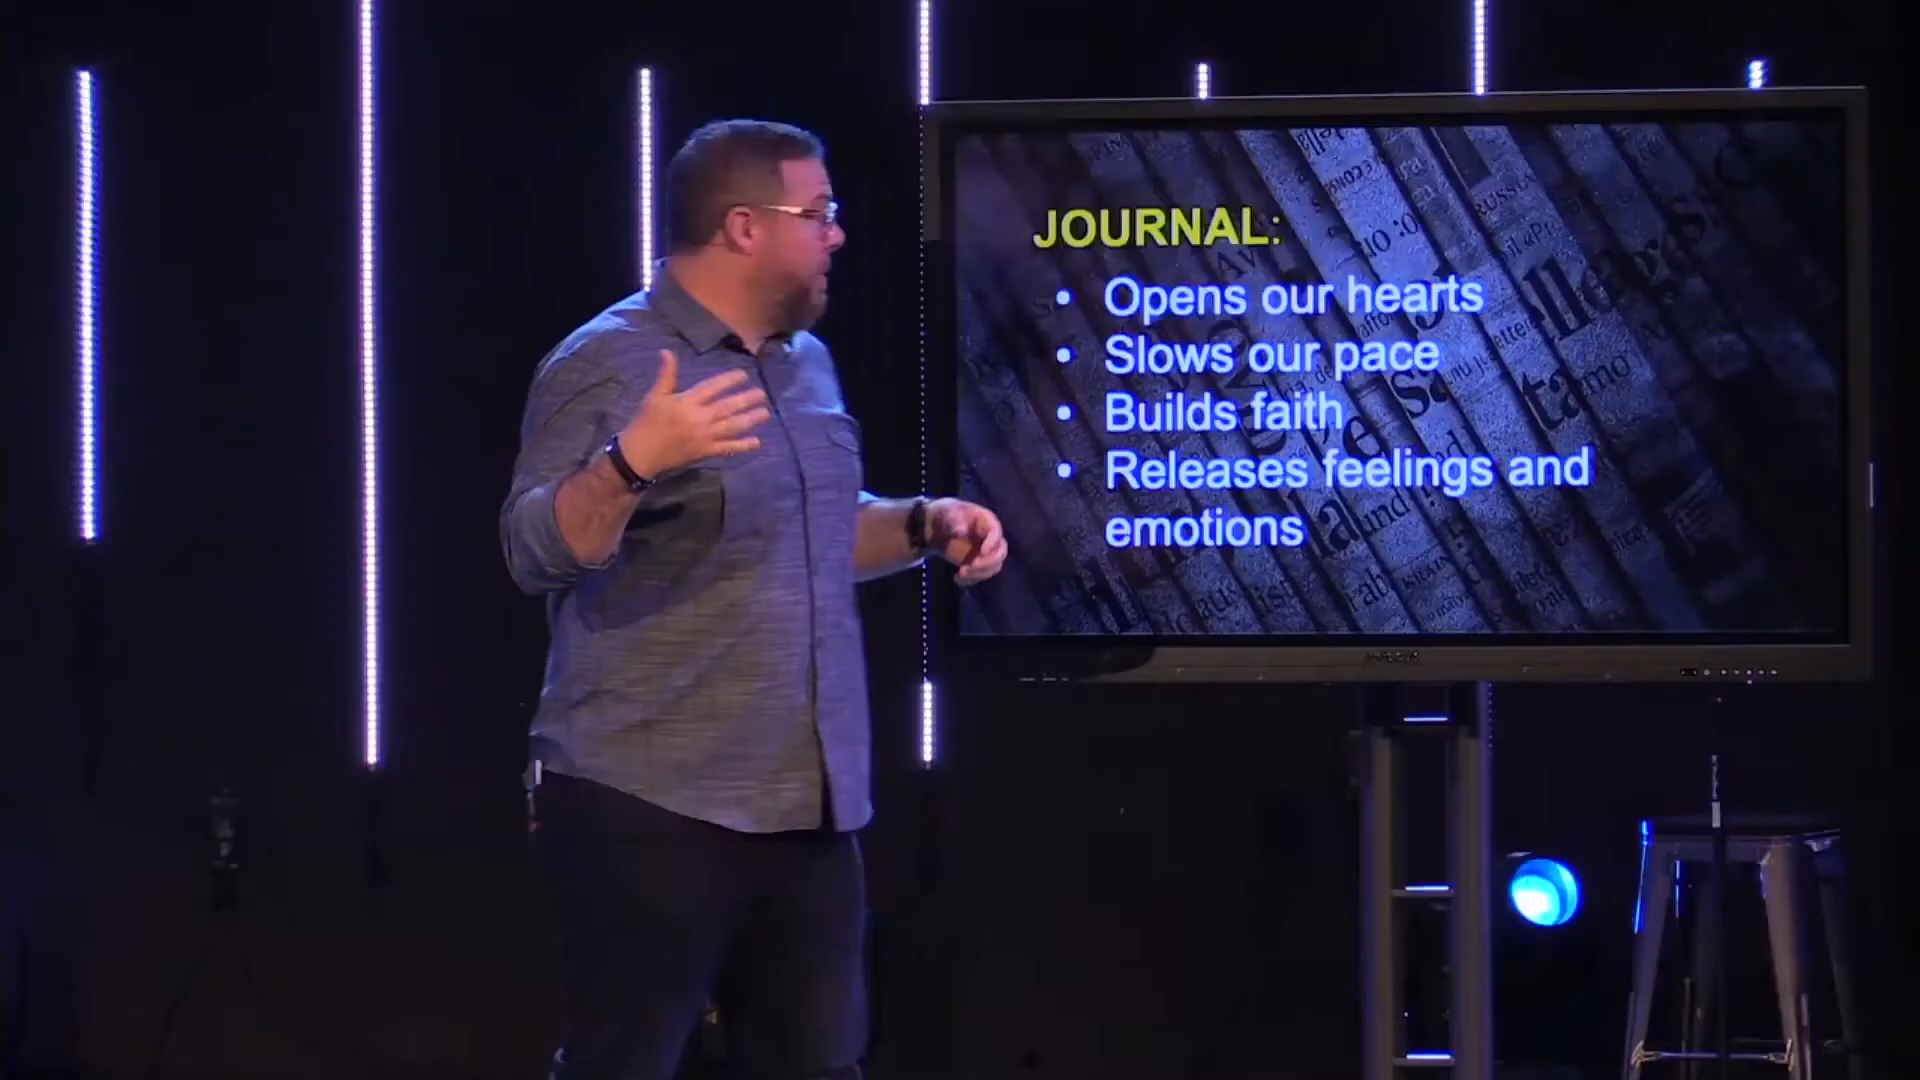 JOURNAL:
• Opens our hearts
• Slows our pace
• Builds faith
• Releases feelings and
emotions